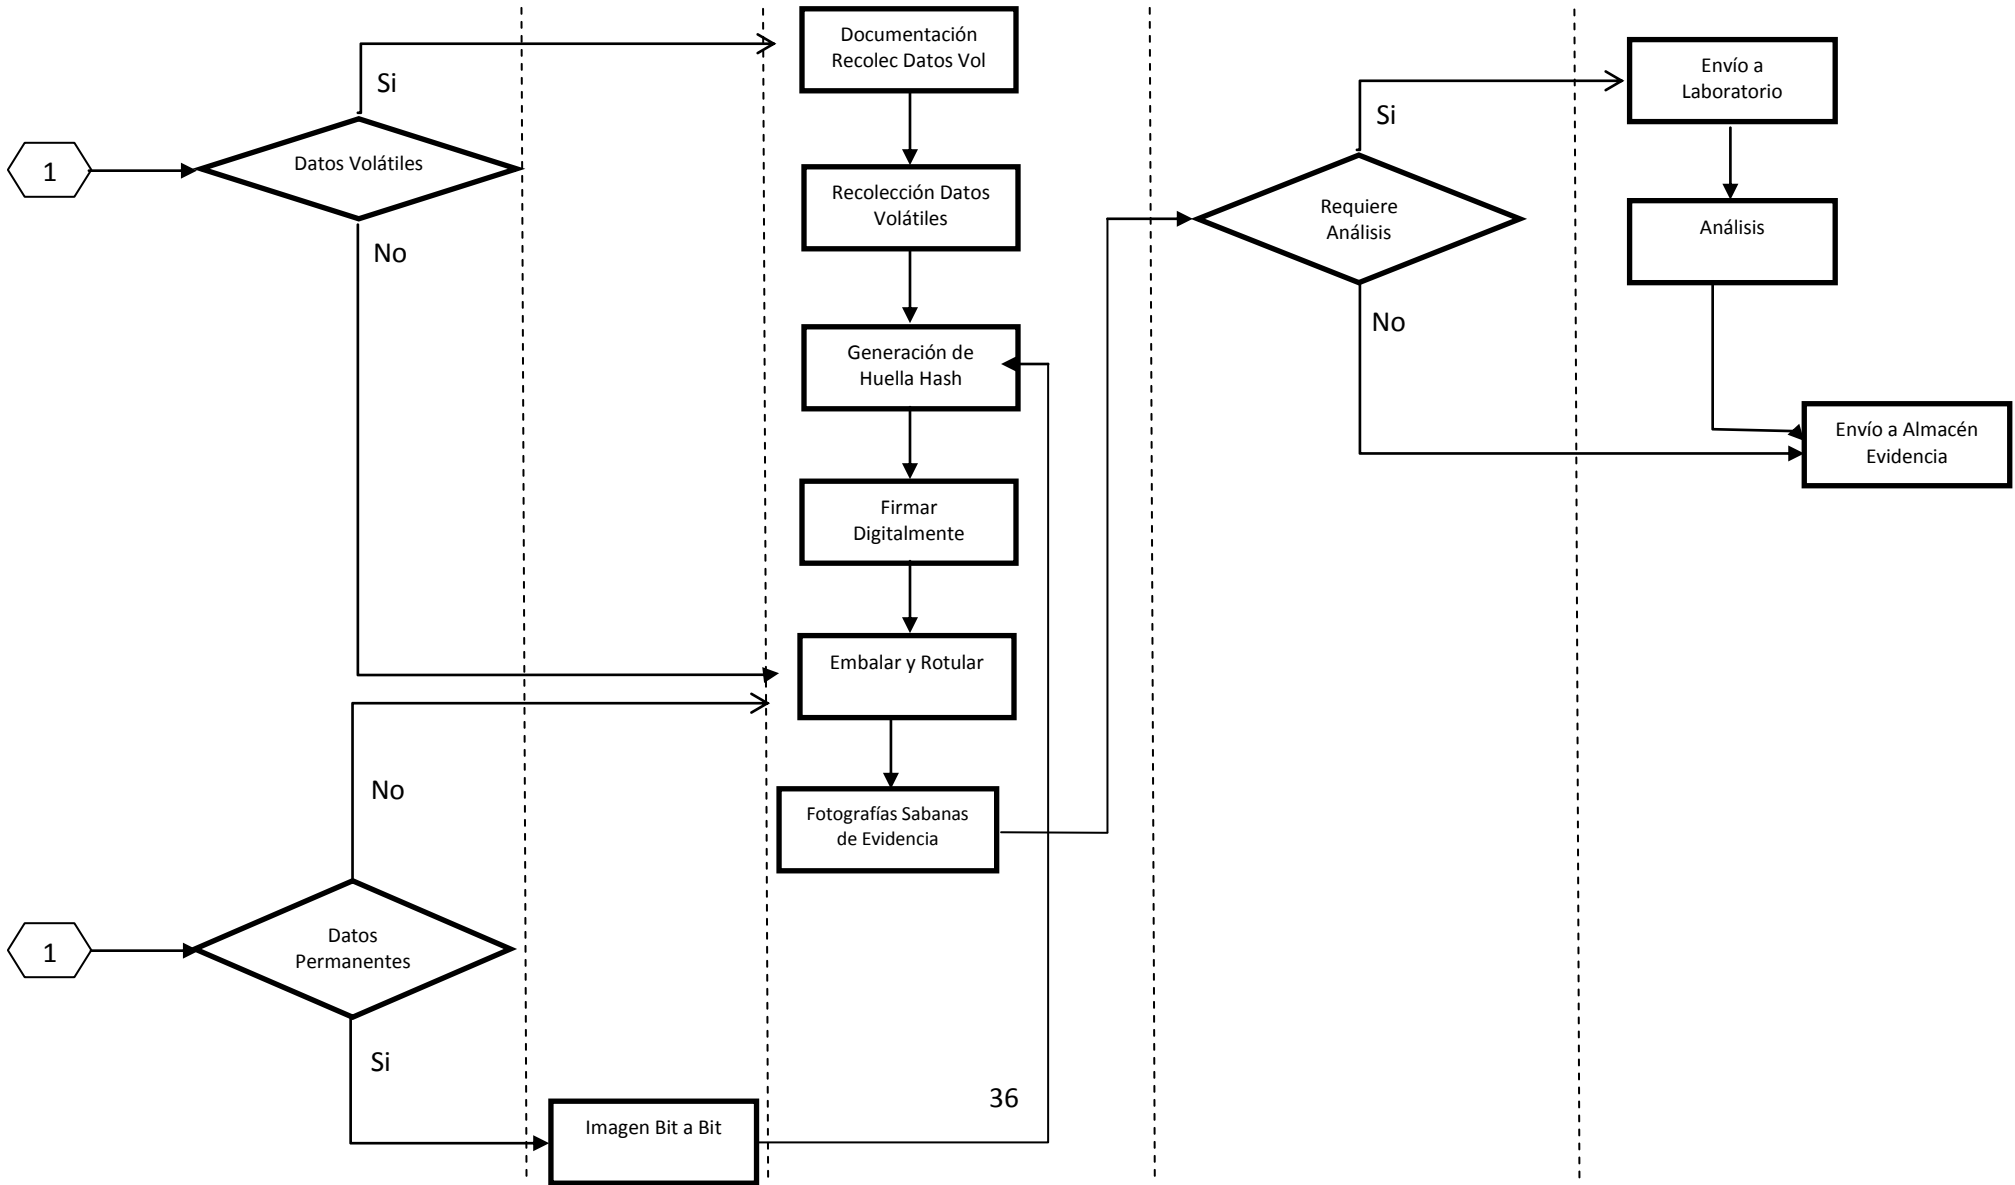 Documentación
Recolec Datos Vol
Envío a
Laboratorio
Si
Si
1
Datos Volátiles
Recolección Datos
Volátiles
Requiere
Análisis
Análisis
No
No
Generación de
Huella Hash
Envío a Almacén
Evidencia
Firmar
Digitalmente
Embalar y Rotular
No
Fotografías Sabanas
de Evidencia
1
Datos
Permanentes
Si
36
Imagen Bit a Bit